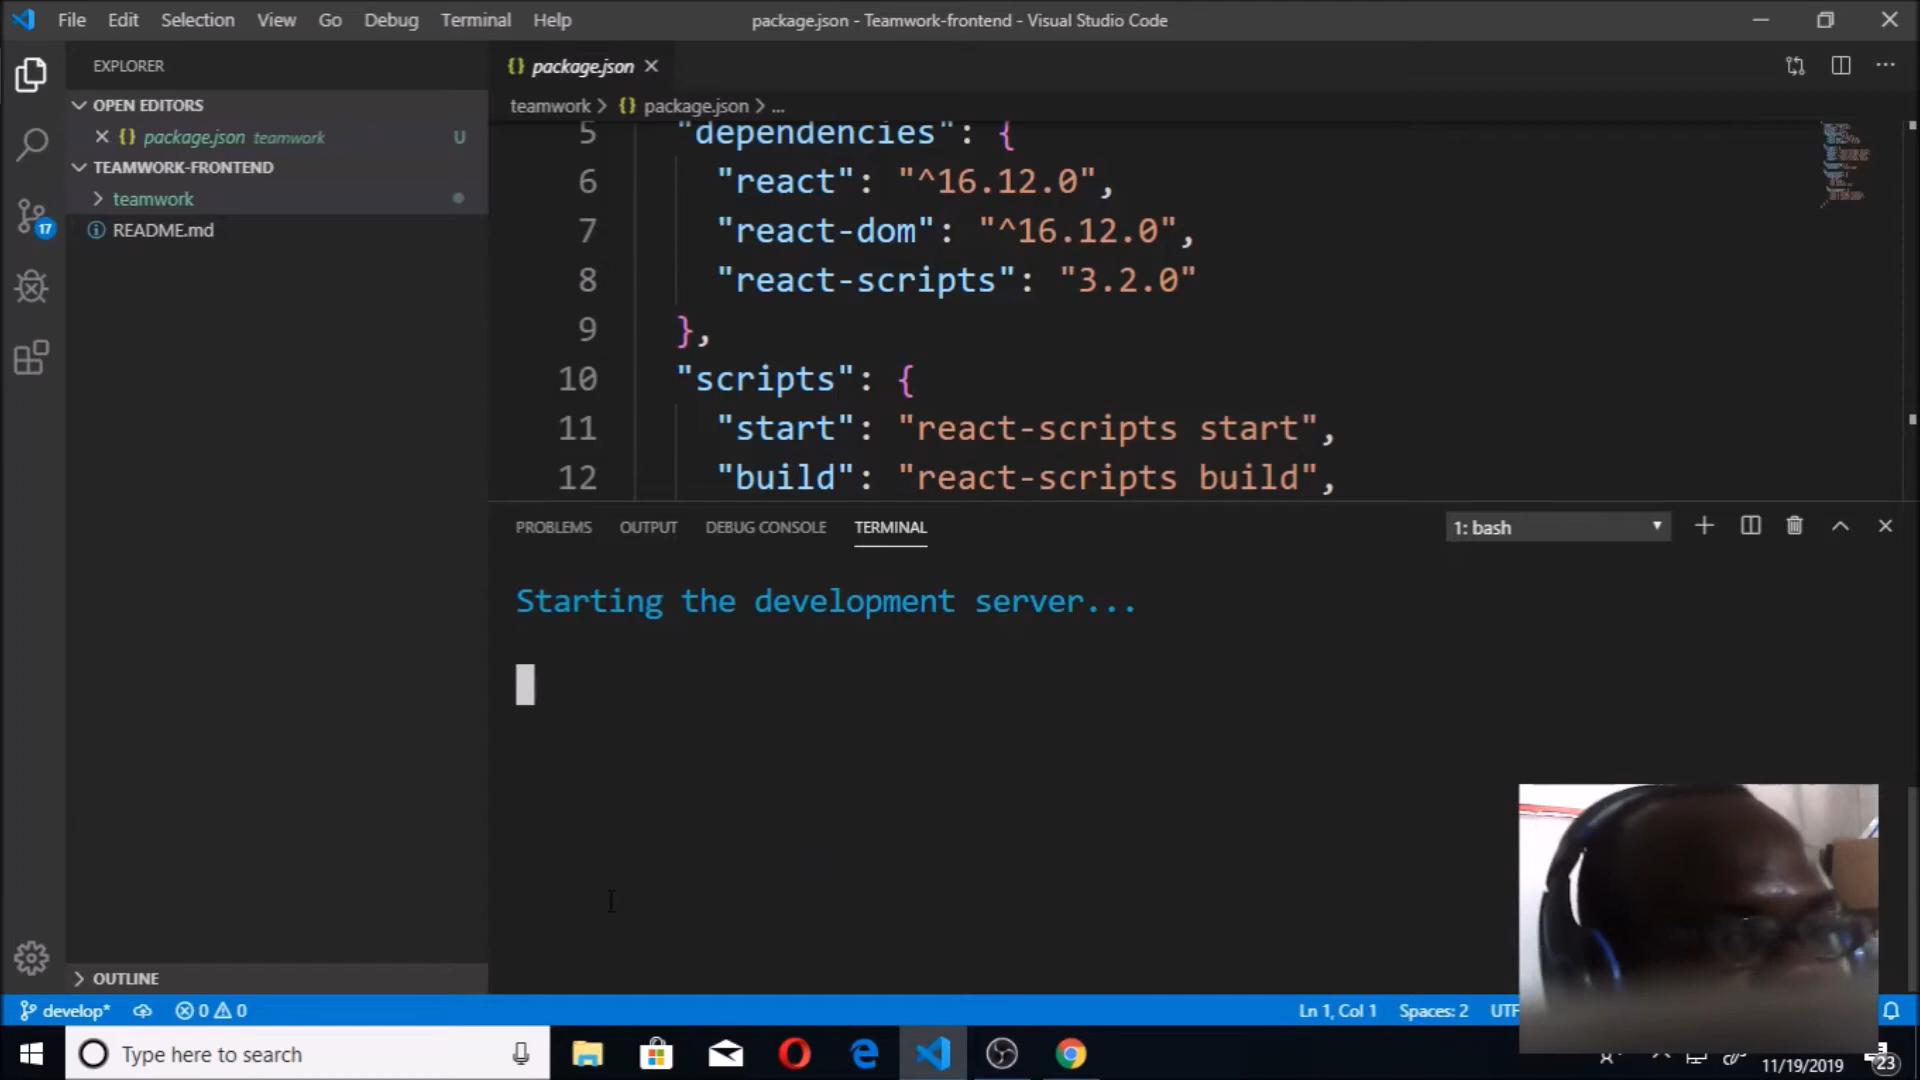 File Edit Selection View Go Debug Terminal Help
package.json - Teamwork-frontend - Visual Studio Code
EXPLORER
OPEN EDITORS
{} package.json teamwork U
TEAMWORK-FRONTEND
teamwork
README.md
17
OUTLINE
{} package.json
teamwork > {} package.json > ...
5 "dependencies": {
6 "react": "^16.12.0",
7 "react-dom": "^16.12.0",
8 "react-scripts": "3.2.0"
9 },
10 "scripts": {
11 "start": "react-scripts start",
12 "build": "react-scripts build",
PROBLEMS OUTPUT DEBUG CONSOLE TERMINAL
1: bash
Starting the development server...
develop* 0 0
Ln 1, Col 1 Spaces: 2 UTF
Type here to search
11/19/2019
23